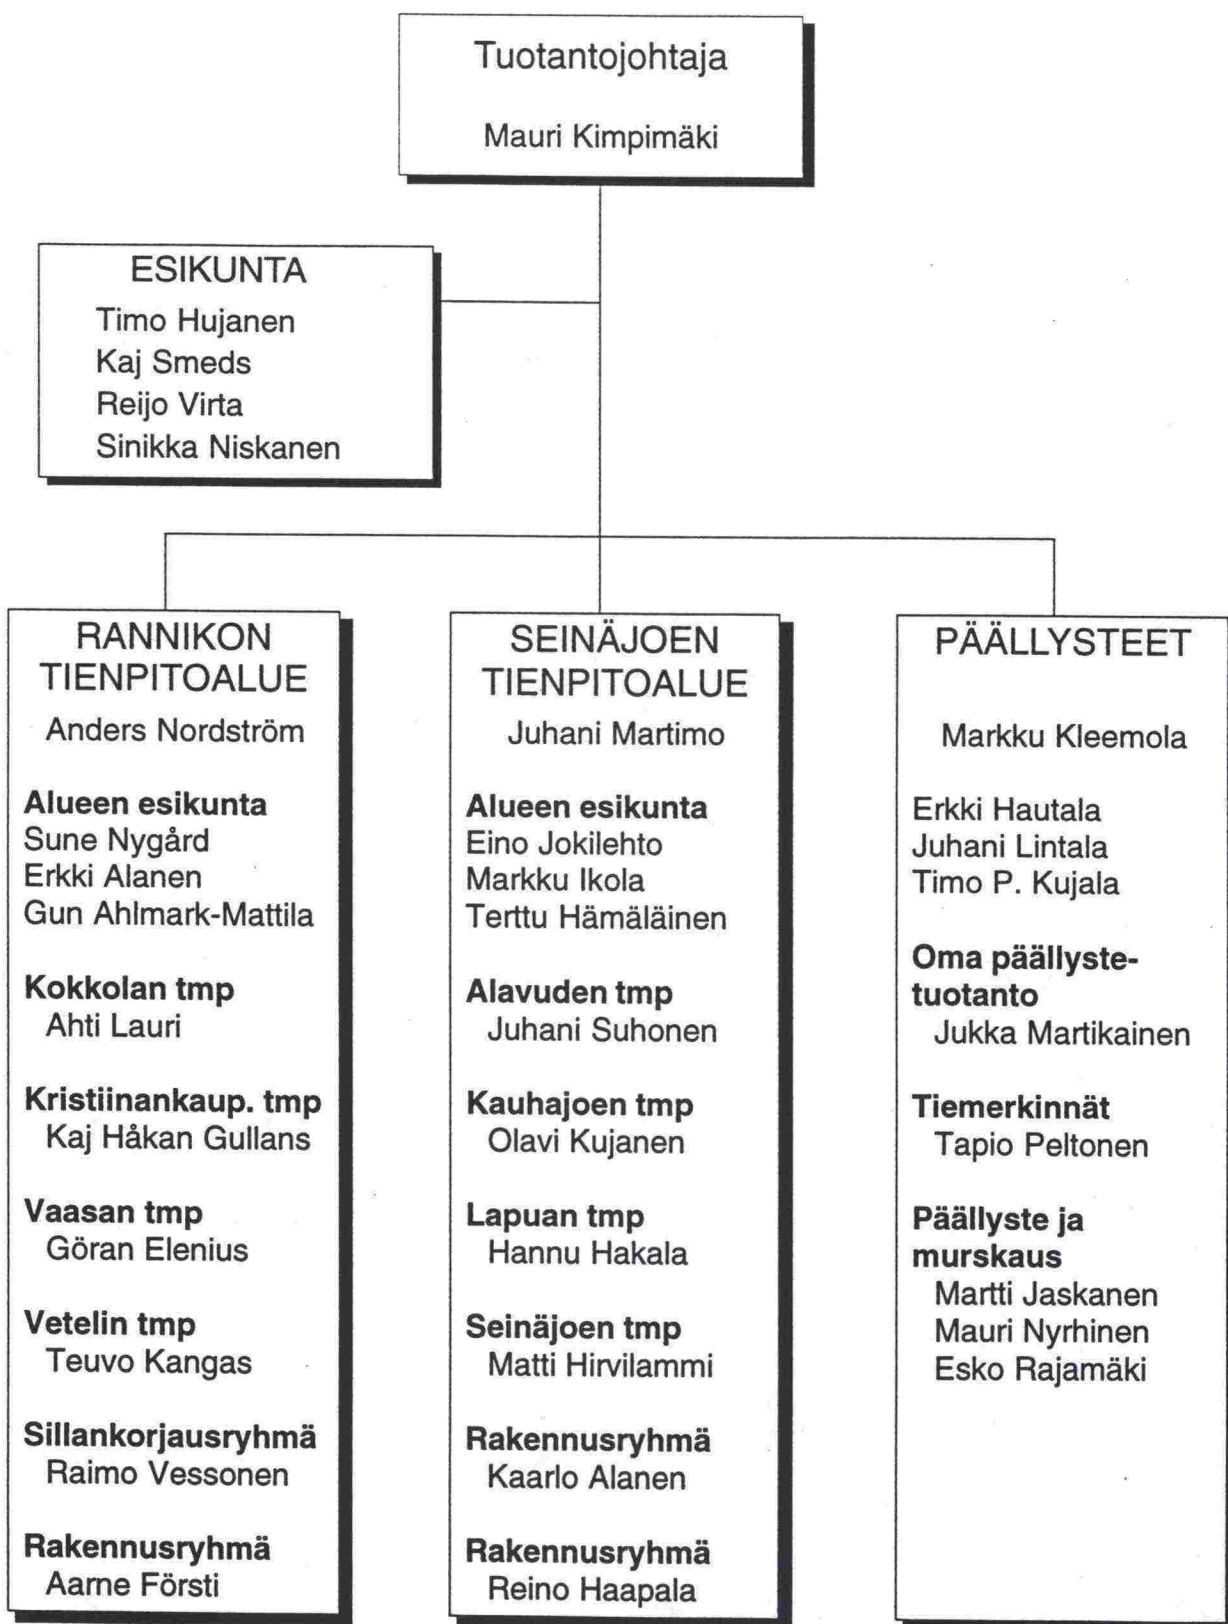 Tuotantojohtaja
Mauri Kimpimäki
ESIKUNTA
Timo Hujanen
Kaj Smeds
Reijo Virta
Sinikka Niskanen
RANNIKON
TIENPITOALUE
Anders Nordström
Alueen esikunta
Sune Nygård
Erkki Alanen
Gun Ahlmark-Mattila
Kokkolan tmp
Ahti Lauri
Kristiinankaup. tmp
Kaj Håkan Gullans
Vaasan tmp
Göran Elenius
Vetelin tmp
Teuvo Kangas
Sillankorjausryhmä
Raimo Vessonen
Rakennusryhmä
Aarne Försti
SEINÄJOEN
TIENPITOALUE
Juhani Martimo
Alueen esikunta
Eino Jokilehto
Markku Ikola
Terttu Hämäläinen
Alavuden tmp
Juhani Suhonen
Kauhajoen tmp
Olavi Kujanen
Lapuan tmp
Hannu Hakala
Seinäjoen tmp
Matti Hirvilammi
Rakennusryhmä
Kaarlo Alanen
Rakennusryhmä
Reino Haapala
PÄÄLLYSTEET
Markku Kleemola
Erkki Hautala
Juhani Lintala
Timo P. Kujala
Oma päällyste-
tuotanto
Jukka Martikainen
Tiemerkinnät
Tapio Peltonen
Päällyste ja
murskaus
Martti Jaskanen
Mauri Nyrhinen
Esko Rajamäki